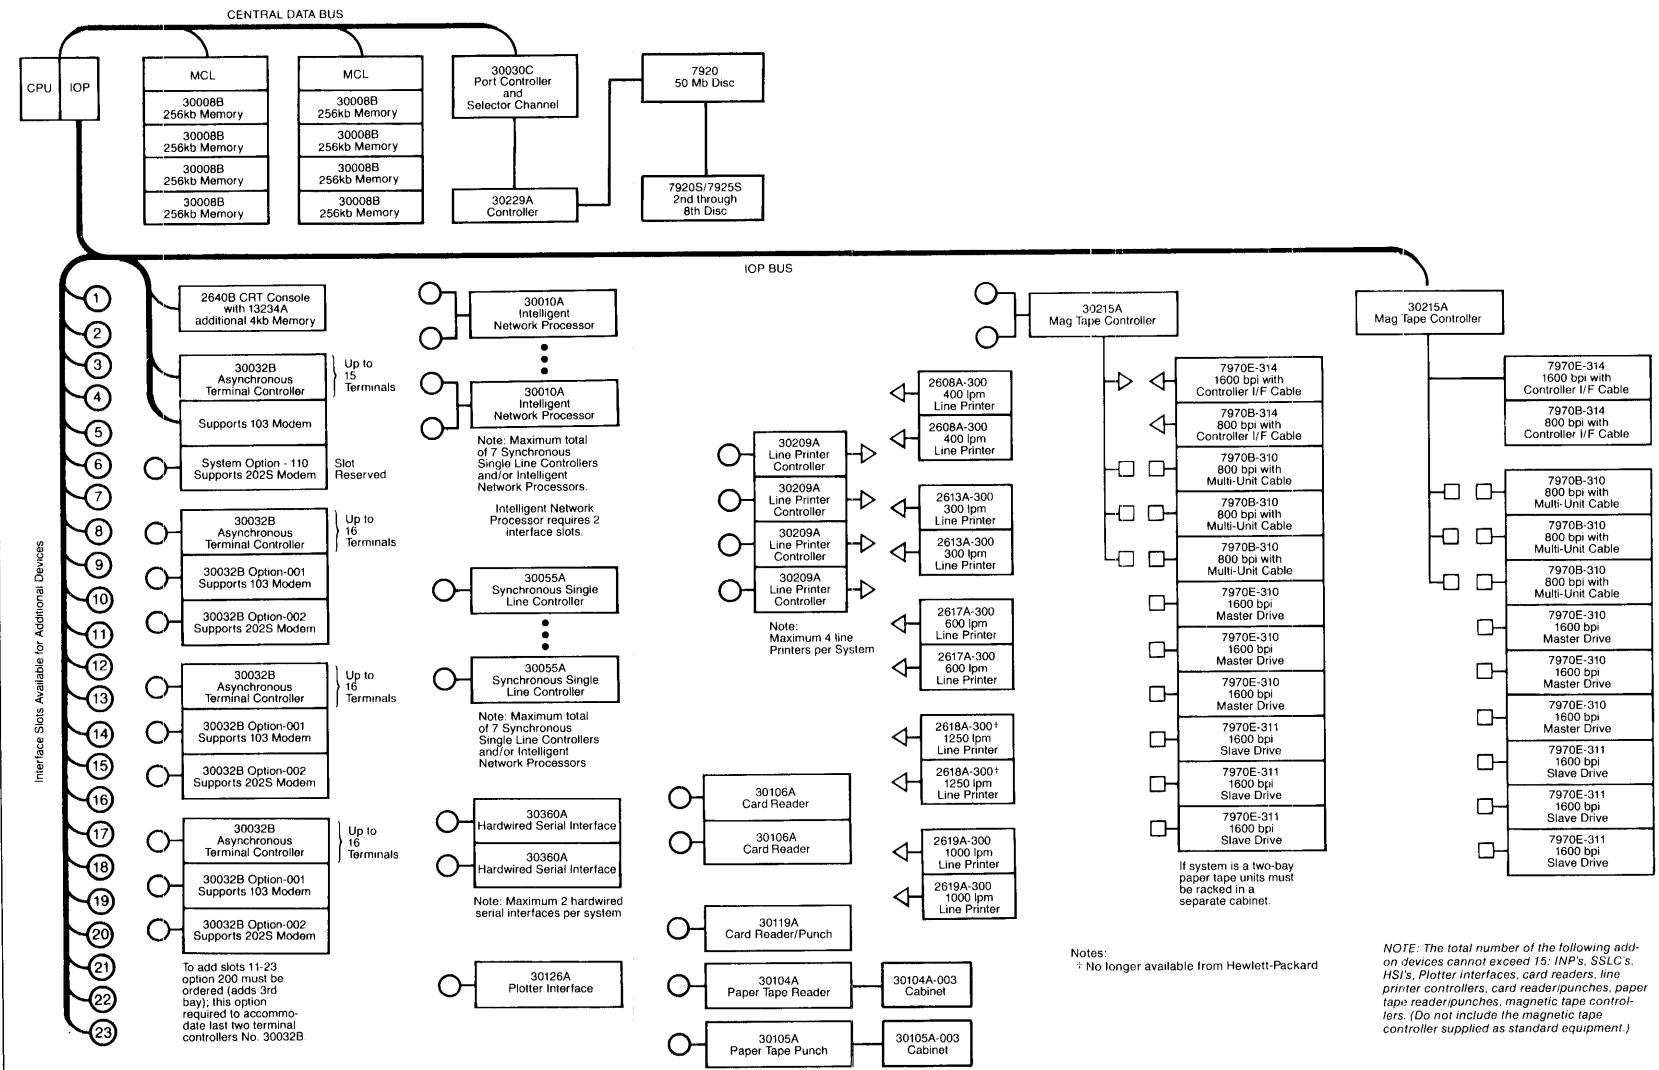 CENTRAL DATA BUS
CPU
IOP
MCL
30008B
256kb Memory
30008B
256kb Memory
30008B
256kb Memory
30008B
256kb Memory
MCL
30008B
256kb Memory
30008B
256kb Memory
30008B
256kb Memory
30008B
256kb Memory
30030C
Port Controller
and
Selector Channel
30229A
Controller
7920
50 Mb Disc
7920S/7925S
2nd through
8th Disc
IOP BUS
Interface Slots Available for Additional Devices
1
2
3
4
5
6
7
8
9
10
11
12
13
14
15
16
17
18
19
20
21
22
23
2640B CRT Console
with 13234A
additional 4kb Memory
30032B
Asynchronous
Terminal Controller
Up to
15
Terminals
Supports 103 Modem
System Option - 110
Supports 202S Modem
Slot
Reserved
30032B
Asynchronous
Terminal Controller
Up to
16
Terminals
30032B Option-001
Supports 103 Modem
30032B Option-002
Supports 202S Modem
30032B
Asynchronous
Terminal Controller
Up to
16
Terminals
30032B Option-001
Supports 103 Modem
30032B Option-002
Supports 202S Modem
30032B
Asynchronous
Terminal Controller
Up to
16
Terminals
30032B Option-001
Supports 103 Modem
30032B Option-002
Supports 202S Modem
To add slots 11-23
option 200 must be
ordered (adds 3rd
bay); this option
required to accommo-
date last two terminal
controllers No. 30032B
30010A
Intelligent
Network Processor
30010A
Intelligent
Network Processor
Note: Maximum total
of 7 Synchronous
Single Line Controllers
and/or Intelligent
Network Processors.
Intelligent Network
Processor requires 2
interface slots.
30055A
Synchronous Single
Line Controller
30055A
Synchronous Single
Line Controller
Note: Maximum total
of 7 Synchronous
Single Line Controllers
and/or Intelligent
Network Processors
30360A
Hardwired Serial Interface
30360A
Hardwired Serial Interface
Note: Maximum 2 hardwired
serial interfaces per system
30126A
Plotter Interface
30209A
Line Printer
Controller
30209A
Line Printer
Controller
30209A
Line Printer
Controller
30209A
Line Printer
Controller
Note:
Maximum 4 line
Printers per System
30106A
Card Reader
30106A
Card Reader
30119A
Card Reader/Punch
30104A
Paper Tape Reader
30104A-003
Cabinet
30105A
Paper Tape Punch
30105A-003
Cabinet
2608A-300
400 lpm
Line Printer
2608A-300
400 lpm
Line Printer
2613A-300
300 lpm
Line Printer
2613A-300
300 lpm
Line Printer
2617A-300
600 lpm
Line Printer
2617A-300
600 lpm
Line Printer
2618A-300†
1250 lpm
Line Printer
2618A-300†
1250 lpm
Line Printer
2619A-300
1000 lpm
Line Printer
2619A-300
1000 lpm
Line Printer
30215A
Mag Tape Controller
7970E-314
1600 bpi with
Controller I/F Cable
7970B-314
800 bpi with
Controller I/F Cable
7970B-310
800 bpi with
Multi-Unit Cable
7970B-310
800 bpi with
Multi-Unit Cable
7970B-310
800 bpi with
Multi-Unit Cable
7970E-310
1600 bpi
Master Drive
7970E-310
1600 bpi
Master Drive
7970E-310
1600 bpi
Master Drive
7970E-311
1600 bpi
Slave Drive
7970E-311
1600 bpi
Slave Drive
7970E-311
1600 bpi
Slave Drive
If system is a two-bay
paper tape units must
be racked in a
separate cabinet.
Notes:
† No longer available from Hewlett-Packard
30215A
Mag Tape Controller
7970E-314
1600 bpi with
Controller I/F Cable
7970B-314
800 bpi with
Controller I/F Cable
7970B-310
800 bpi with
Multi-Unit Cable
7970B-310
800 bpi with
Multi-Unit Cable
7970B-310
800 bpi with
Multi-Unit Cable
7970E-310
1600 bpi
Master Drive
7970E-310
1600 bpi
Master Drive
7970E-310
1600 bpi
Master Drive
7970E-311
1600 bpi
Slave Drive
7970E-311
1600 bpi
Slave Drive
7970E-311
1600 bpi
Slave Drive
NOTE: The total number of the following add-
on devices cannot exceed 15: INP's, SSLC's,
HSI's, Plotter interfaces, card readers, line
printer controllers, card reader/punches, paper
tape reader/punches, magnetic tape control-
lers. (Do not include the magnetic tape
controller supplied as standard equipment.)